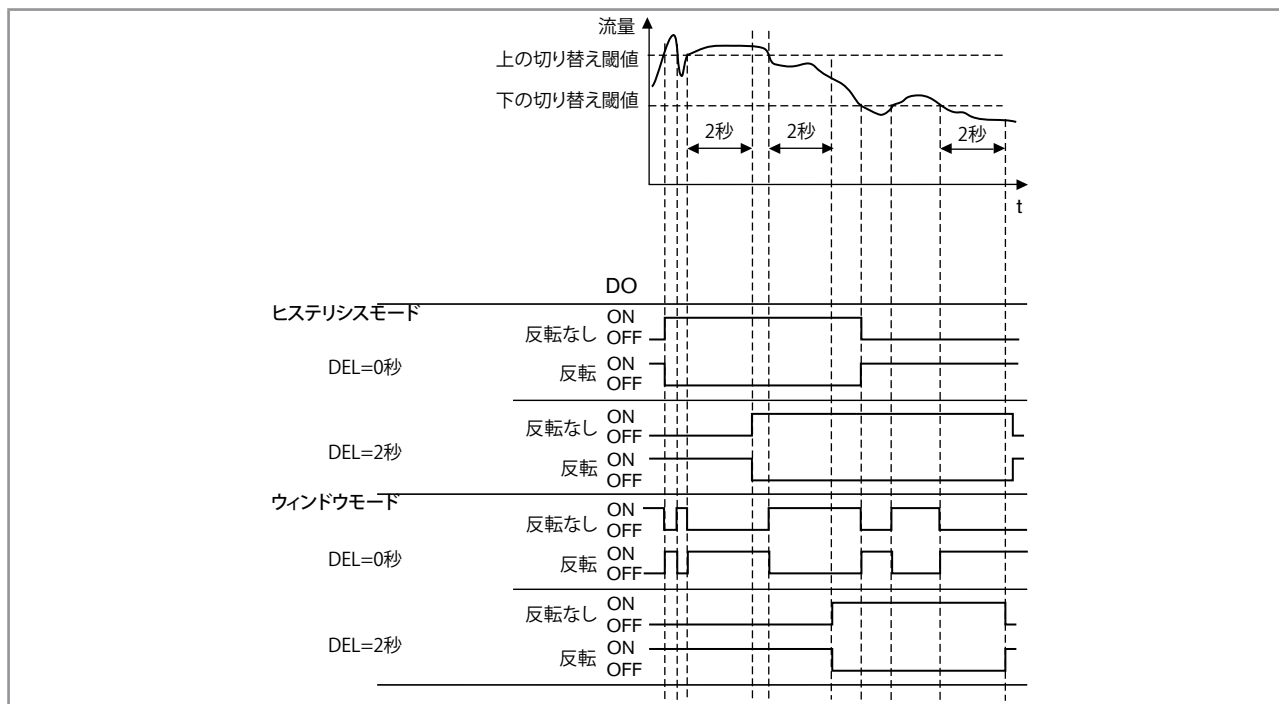 流量
上の切り替え閾値
下の切り替え閾値
2秒 2秒 2秒
t
DO
ヒステリシスモード
ON
反転なし OFF
DEL=0秒
ON
反転 OFF
ON
反転なし OFF
DEL=2秒
ON
反転 OFF
ウィンドウモード
ON
反転なし OFF
DEL=0秒
ON
反転 OFF
ON
反転なし OFF
DEL=2秒
ON
反転 OFF